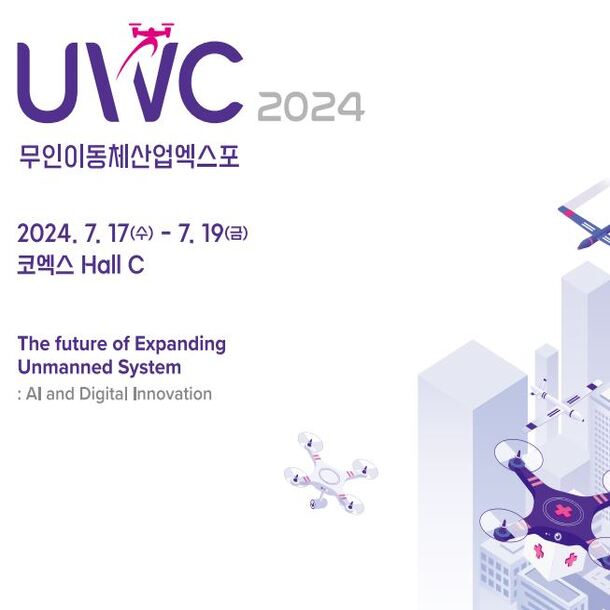 UWC 2024
무인이동체산업엑스포
2024. 7. 17(수) - 7. 19(금)
코엑스 Hall C
The future of Expanding
Unmanned System
: AI and Digital Innovation